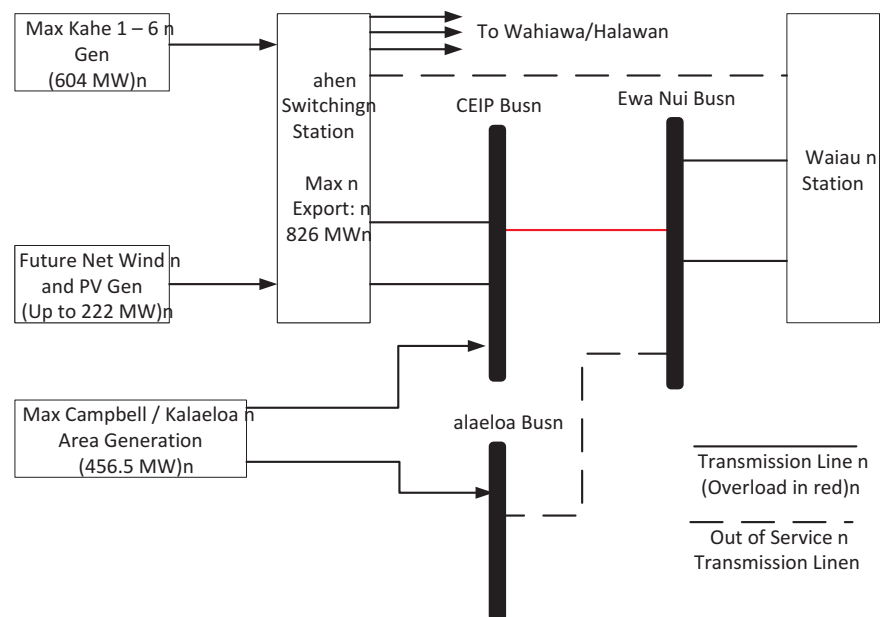 Max Kahe 1 – 6 n
Gen
(604 MW)n
To Wahiawa/Halawan
ahen
Switchingn
Station
CEIP Busn
Ewa Nui Busn
Waiau n
Station
Max n
Export: n
826 MWn
Future Net Wind n
and PV Gen
(Up to 222 MW)n
Max Campbell / Kalaeloa n
Area Generation
(456.5 MW)n
alaeloa Busn
Transmission Line n
(Overload in red)n
Out of Service n
Transmission Linen